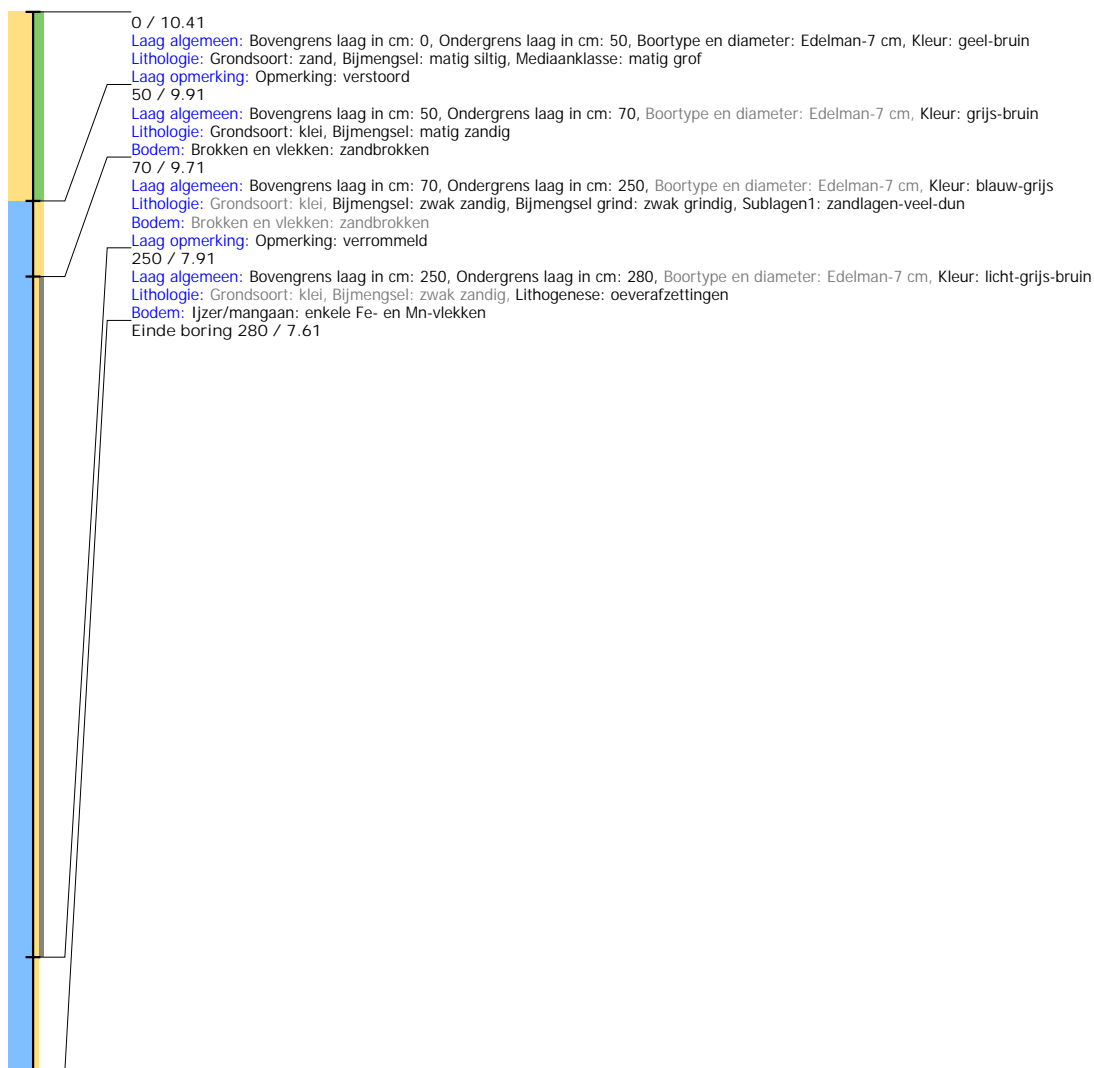 0 / 10.41
Laag algemeen: Bovengrens laag in cm: 0, Ondergrens laag in cm: 50, Boortype en diameter: Edelman-7 cm, Kleur: geel-bruin
Lithologie: Grondsoort: zand, Bijmengsel: matig siltig, Mediaanklasse: matig grof
Laag opmerking: Opmerking: verstoord
50 / 9.91
Laag algemeen: Bovengrens laag in cm: 50, Ondergrens laag in cm: 70, Boortype en diameter: Edelman-7 cm, Kleur: grijs-bruin
Lithologie: Grondsoort: klei, Bijmengsel: matig zandig
Bodem: Brokken en vlekken: zandbrokken
70 / 9.71
Laag algemeen: Bovengrens laag in cm: 70, Ondergrens laag in cm: 250, Boortype en diameter: Edelman-7 cm, Kleur: blauw-grijs
Lithologie: Grondsoort: klei, Bijmengsel: zwak zandig, Bijmengsel grind: zwak grindig, Sublagen1: zandlagen-veel-dun
Bodem: Brokken en vlekken: zandbrokken
Laag opmerking: Opmerking: verrommeld
250 / 7.91
Laag algemeen: Bovengrens laag in cm: 250, Ondergrens laag in cm: 280, Boortype en diameter: Edelman-7 cm, Kleur: licht-grijs-bruin
Lithologie: Grondsoort: klei, Bijmengsel: zwak zandig, Lithogenese: oeverafzettingen
Bodem: Ijzer/mangaan: enkele Fe- en Mn-vlekken
Einde boring 280 / 7.61